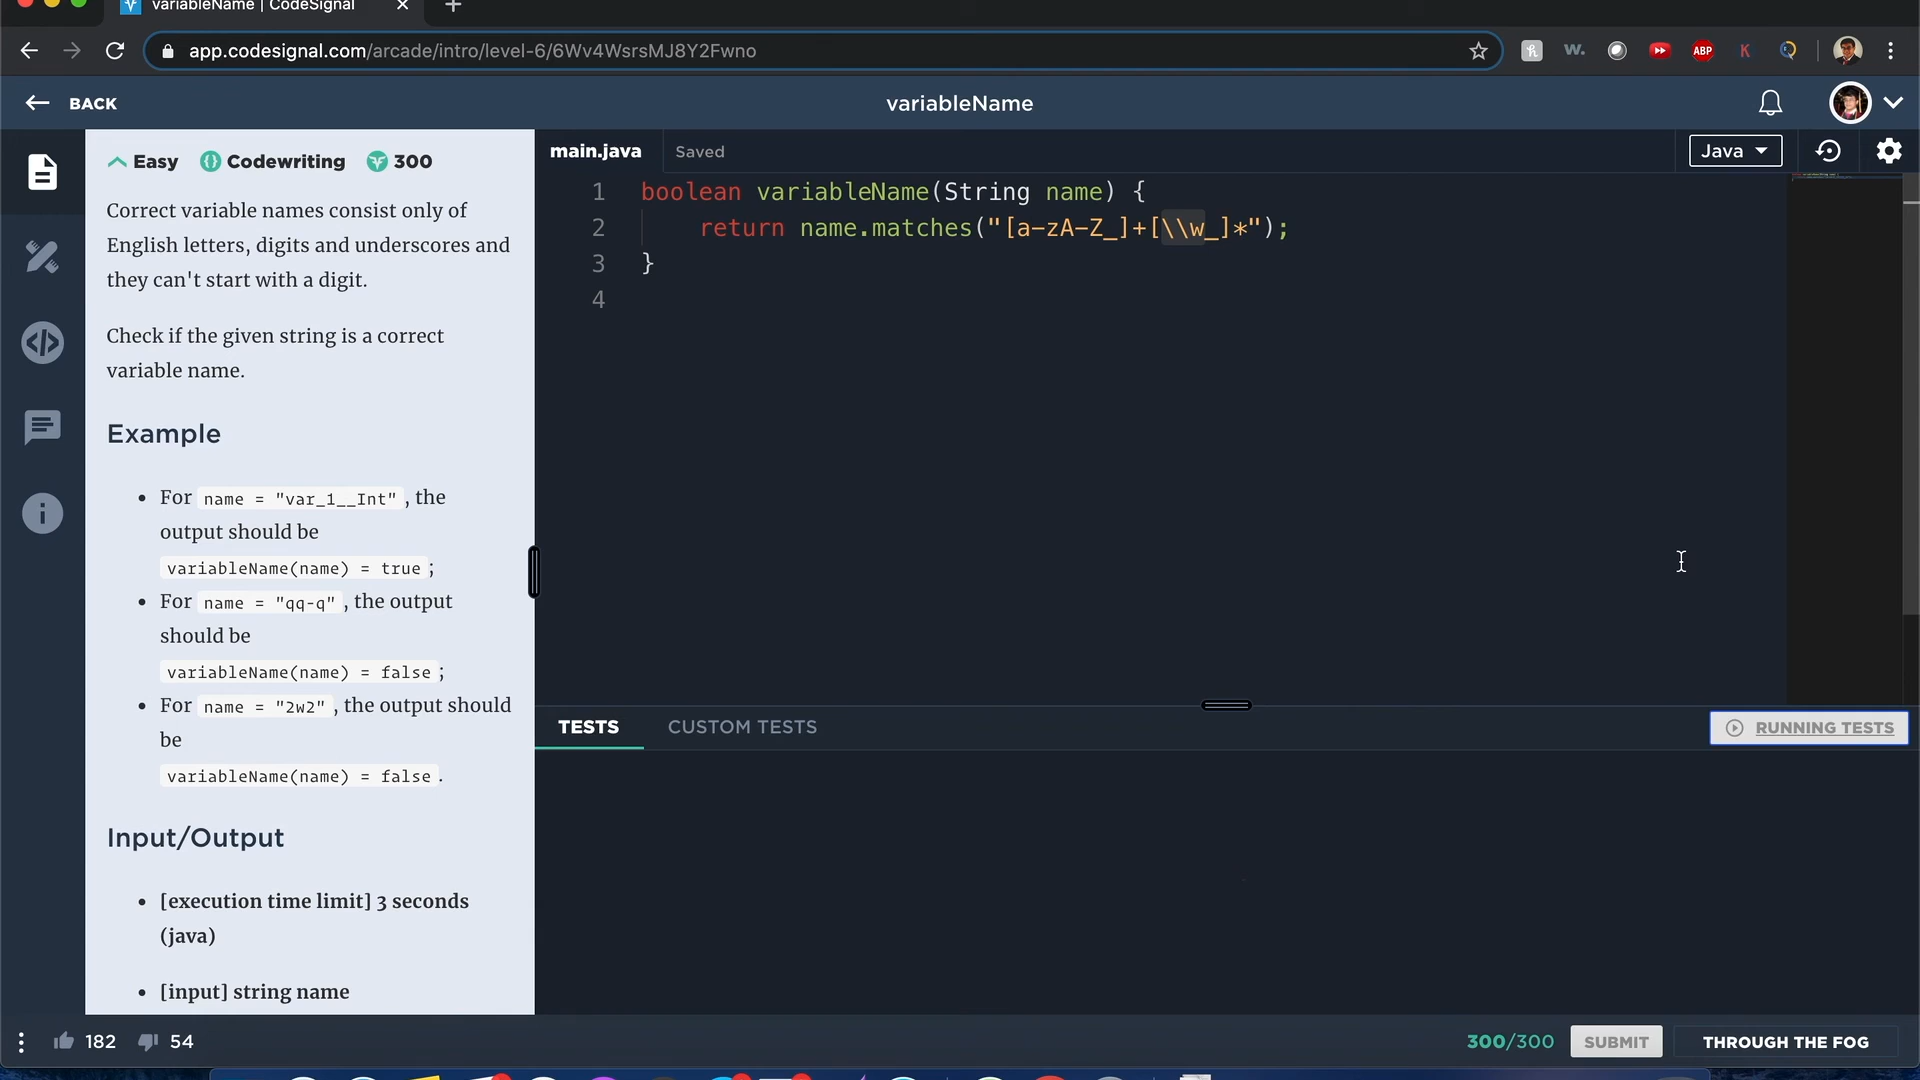 variableName | CodeSignal
app.codesignal.com/arcade/intro/level-6/6Wv4WsrsMJ8Y2Fwno
W.
ABP
K
BACK
variableName
Easy
Codewriting
300
main.java
Saved
Java
Correct variable names consist only of
English letters, digits and underscores and
they can't start with a digit.
Check if the given string is a correct
variable name.
Example
• For name = "var_1__Int" , the
output should be
variableName(name) = true ;
• For name = "qq-q" , the output
should be
variableName(name) = false ;
• For name = "2w2" , the output should
be
variableName(name) = false .
Input/Output
• [execution time limit] 3 seconds
(java)
• [input] string name
1 boolean variableName(String name) {
2 return name.matches("[a-zA-Z_]+[\\w_]*");
3 }
4
TESTS
CUSTOM TESTS
RUNNING TESTS
182
54
300/300
SUBMIT
THROUGH THE FOG